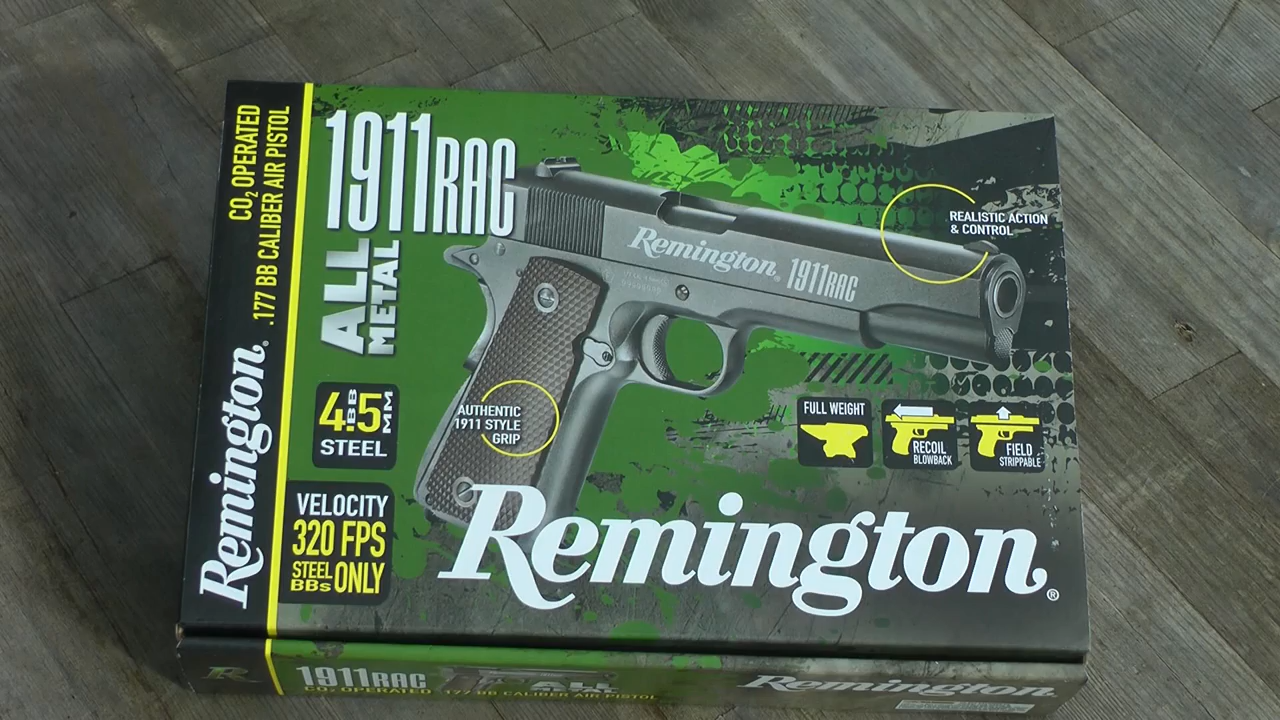 CO2 OPERATED
.177 BB CALIBER AIR PISTOL
Remington®
1911RAC
ALL
METAL
4.5 BB MM
STEEL
VELOCITY
320 FPS
STEEL BBs ONLY
Remington® 1911RAC
REALISTIC ACTION
& CONTROL
AUTHENTIC
1911 STYLE
GRIP
FULL WEIGHT
RECOIL
BLOWBACK
FIELD
STRIPPABLE
Remington®
R
1911RAC
ALL
METAL
CO2 OPERATED .177 BB CALIBER AIR PISTOL
Remington®